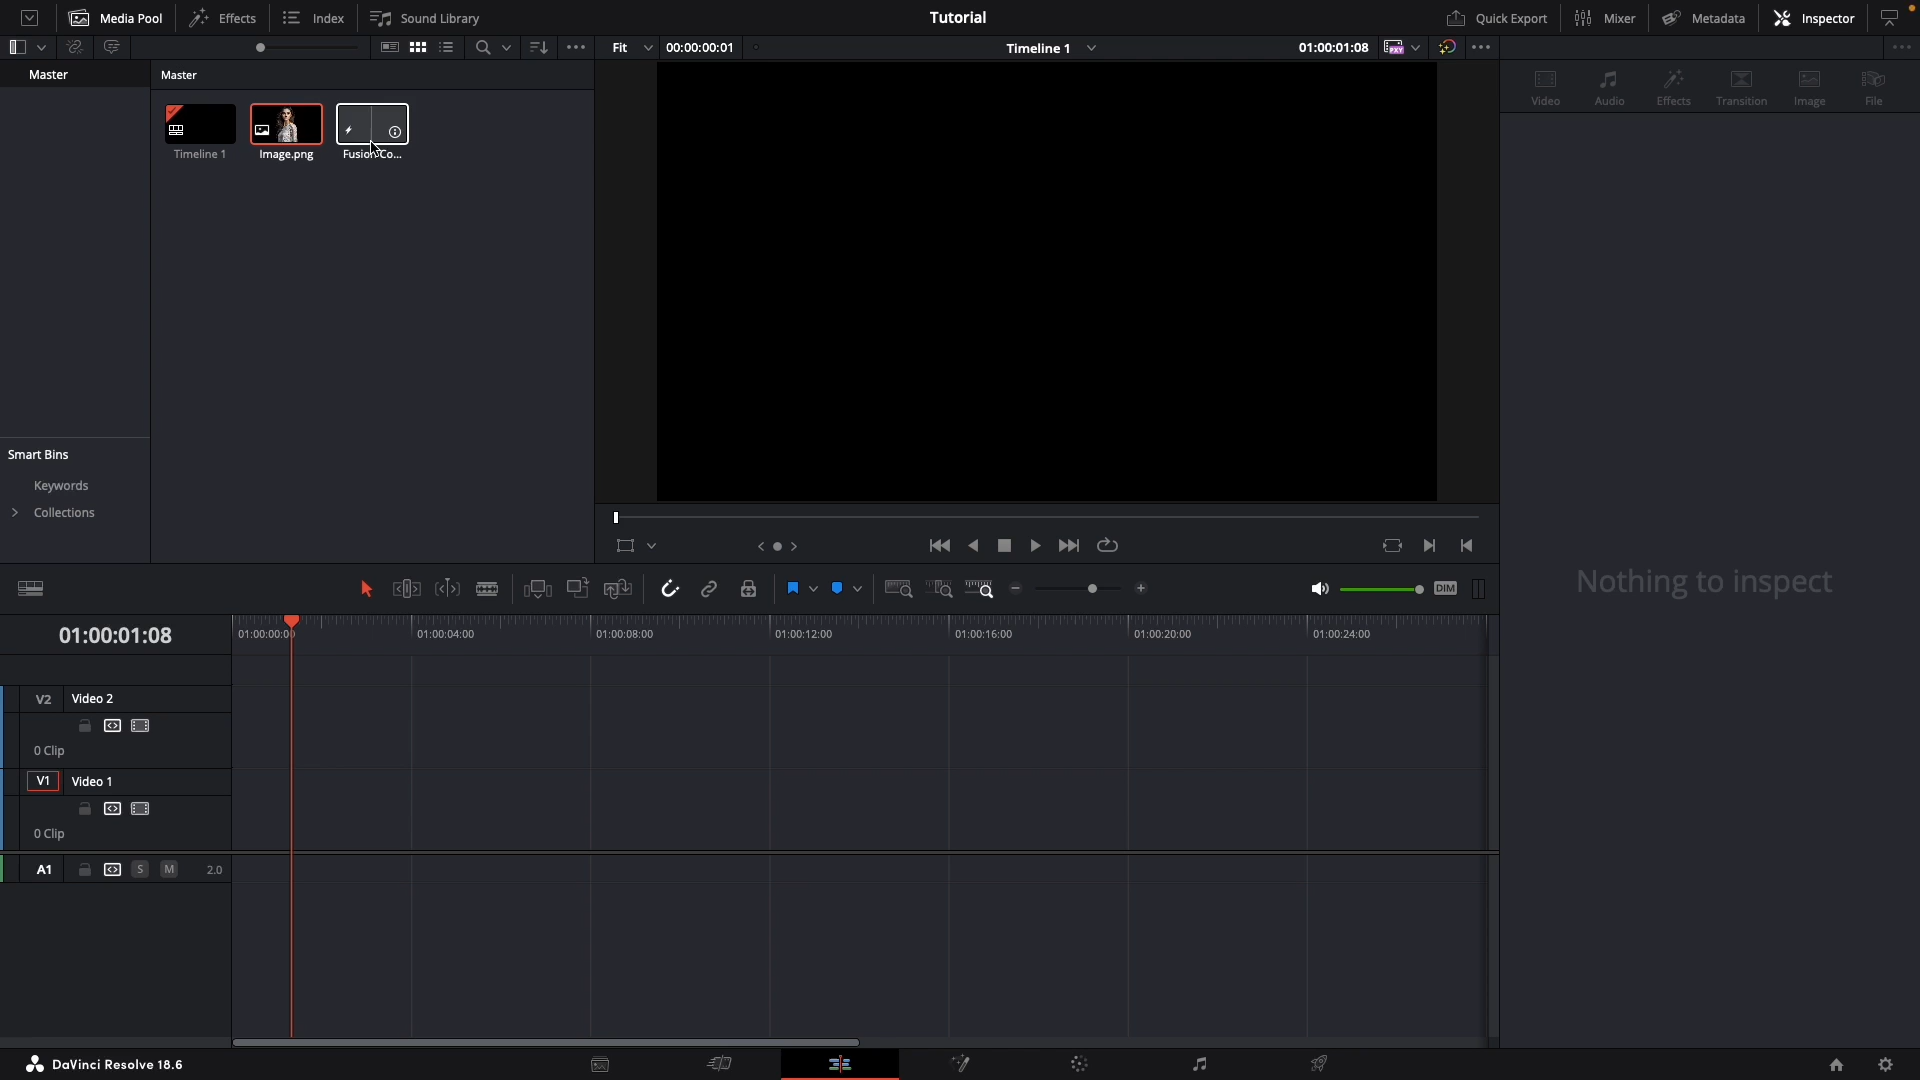 Media Pool
Effects
Index
Sound Library
Tutorial
Quick Export
Mixer
Metadata
Inspector
Fit
00:00:00:01
Timeline 1
01:00:01:08
PXY
Master
Master
Timeline 1
Image.png
Fusion Co...
Video
Audio
Effects
Transition
Image
File
Smart Bins
Keywords
Collections
Nothing to inspect
DIM
01:00:01:08
01:00:00:00
01:00:04:00
01:00:08:00
01:00:12:00
01:00:16:00
01:00:20:00
01:00:24:00
V2
Video 2
0 Clip
V1
Video 1
0 Clip
A1
S
M
2.0
DaVinci Resolve 18.6